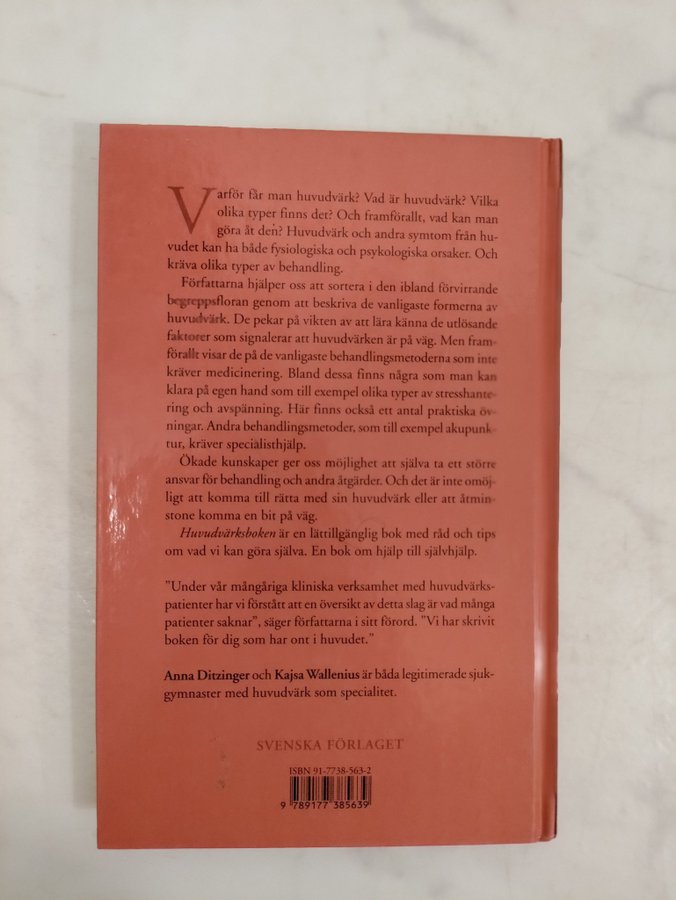 Varför får man huvudvärk? Vad är huvudvärk? Vilka
olika typer finns det? Och framförallt, vad kan man
göra åt den? Huvudvärk och andra symtom från hu-
vudet kan ha både fysiologiska och psykologiska orsaker. Och
kräva olika typer av behandling.
Författarna hjälper oss att sortera i den ibland förvirrande
begreppsfloran genom att beskriva de vanligaste formerna av
huvudvärk. De pekar på vikten av att lära känna de utlösande
faktorer som signalerar att huvudvärken är på väg. Men fram-
förallt visar de på de vanligaste behandlingsmetoderna som inte
kräver medicinering. Bland dessa finns några som man kan
klara på egen hand som till exempel olika typer av stresshante-
ring och avspänning. Här finns också ett antal praktiska öv-
ningar. Andra behandlingsmetoder, som till exempel akupunk-
tur, kräver specialisthjälp.
Ökade kunskaper ger oss möjlighet att själva ta ett större
ansvar för behandling och andra åtgärder. Och det är inte omöj-
ligt att komma till rätta med sin huvudvärk eller att åtmin-
stone komma en bit på väg.
Huvudvärksboken är en lättillgänglig bok med råd och tips
om vad vi kan göra själva. En bok om hjälp till självhjälp.
”Under vår mångåriga kliniska verksamhet med huvudvärks-
patienter har vi förstått att en översikt av detta slag är vad många
patienter saknar”, säger författarna i sitt förord. ”Vi har skrivit
boken för dig som har ont i huvudet.”
Anna Ditzinger och Kajsa Wallenius är båda legitimerade sjuk-
gymnaster med huvudvärk som specialitet.
SVENSKA FÖRLAGET
ISBN 91-7738-563-2
9 789177 385639